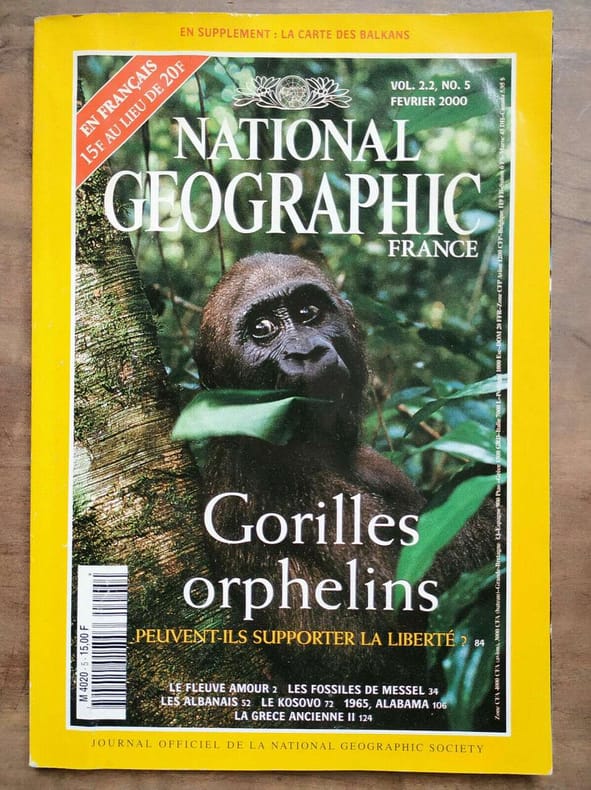 EN SUPPLEMENT : LA CARTE DES BALKANS
EN FRANÇAIS
15F AU LIEU DE 20F
VOL. 2.2, NO. 5
FEVRIER 2000
NATIONAL
GEOGRAPHIC
FRANCE
Gorilles
orphelins
PEUVENT-ILS SUPPORTER LA LIBERTÉ ? 84
LE FLEUVE AMOUR 2 LES FOSSILES DE MESSEL 34
LES ALBANAIS 52 LE KOSOVO 72 1965, ALABAMA 106
LA GRECE ANCIENNE II 124
M 4020 - 5 - 15,00 F
JOURNAL OFFICIEL DE LA NATIONAL GEOGRAPHIC SOCIETY